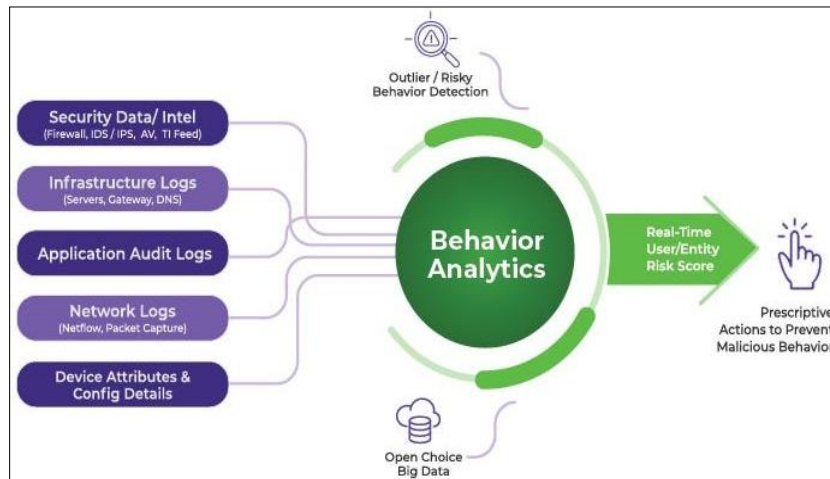 Outlier / Risky
Behavior Detection
Security Data/ Intel
(Firewall, IDS / IPS, AV, TI Feed)
Infrastructure Logs
(Servers, Gateway, DNS)
Application Audit Logs
Network Logs
(Netflow, Packet Capture)
Device Attributes &
Config Details
Behavior
Analytics
Real-Time
User/Entity
Risk Score
Prescriptive
Actions to Prevent
Malicious Behavior
Open Choice
Big Data